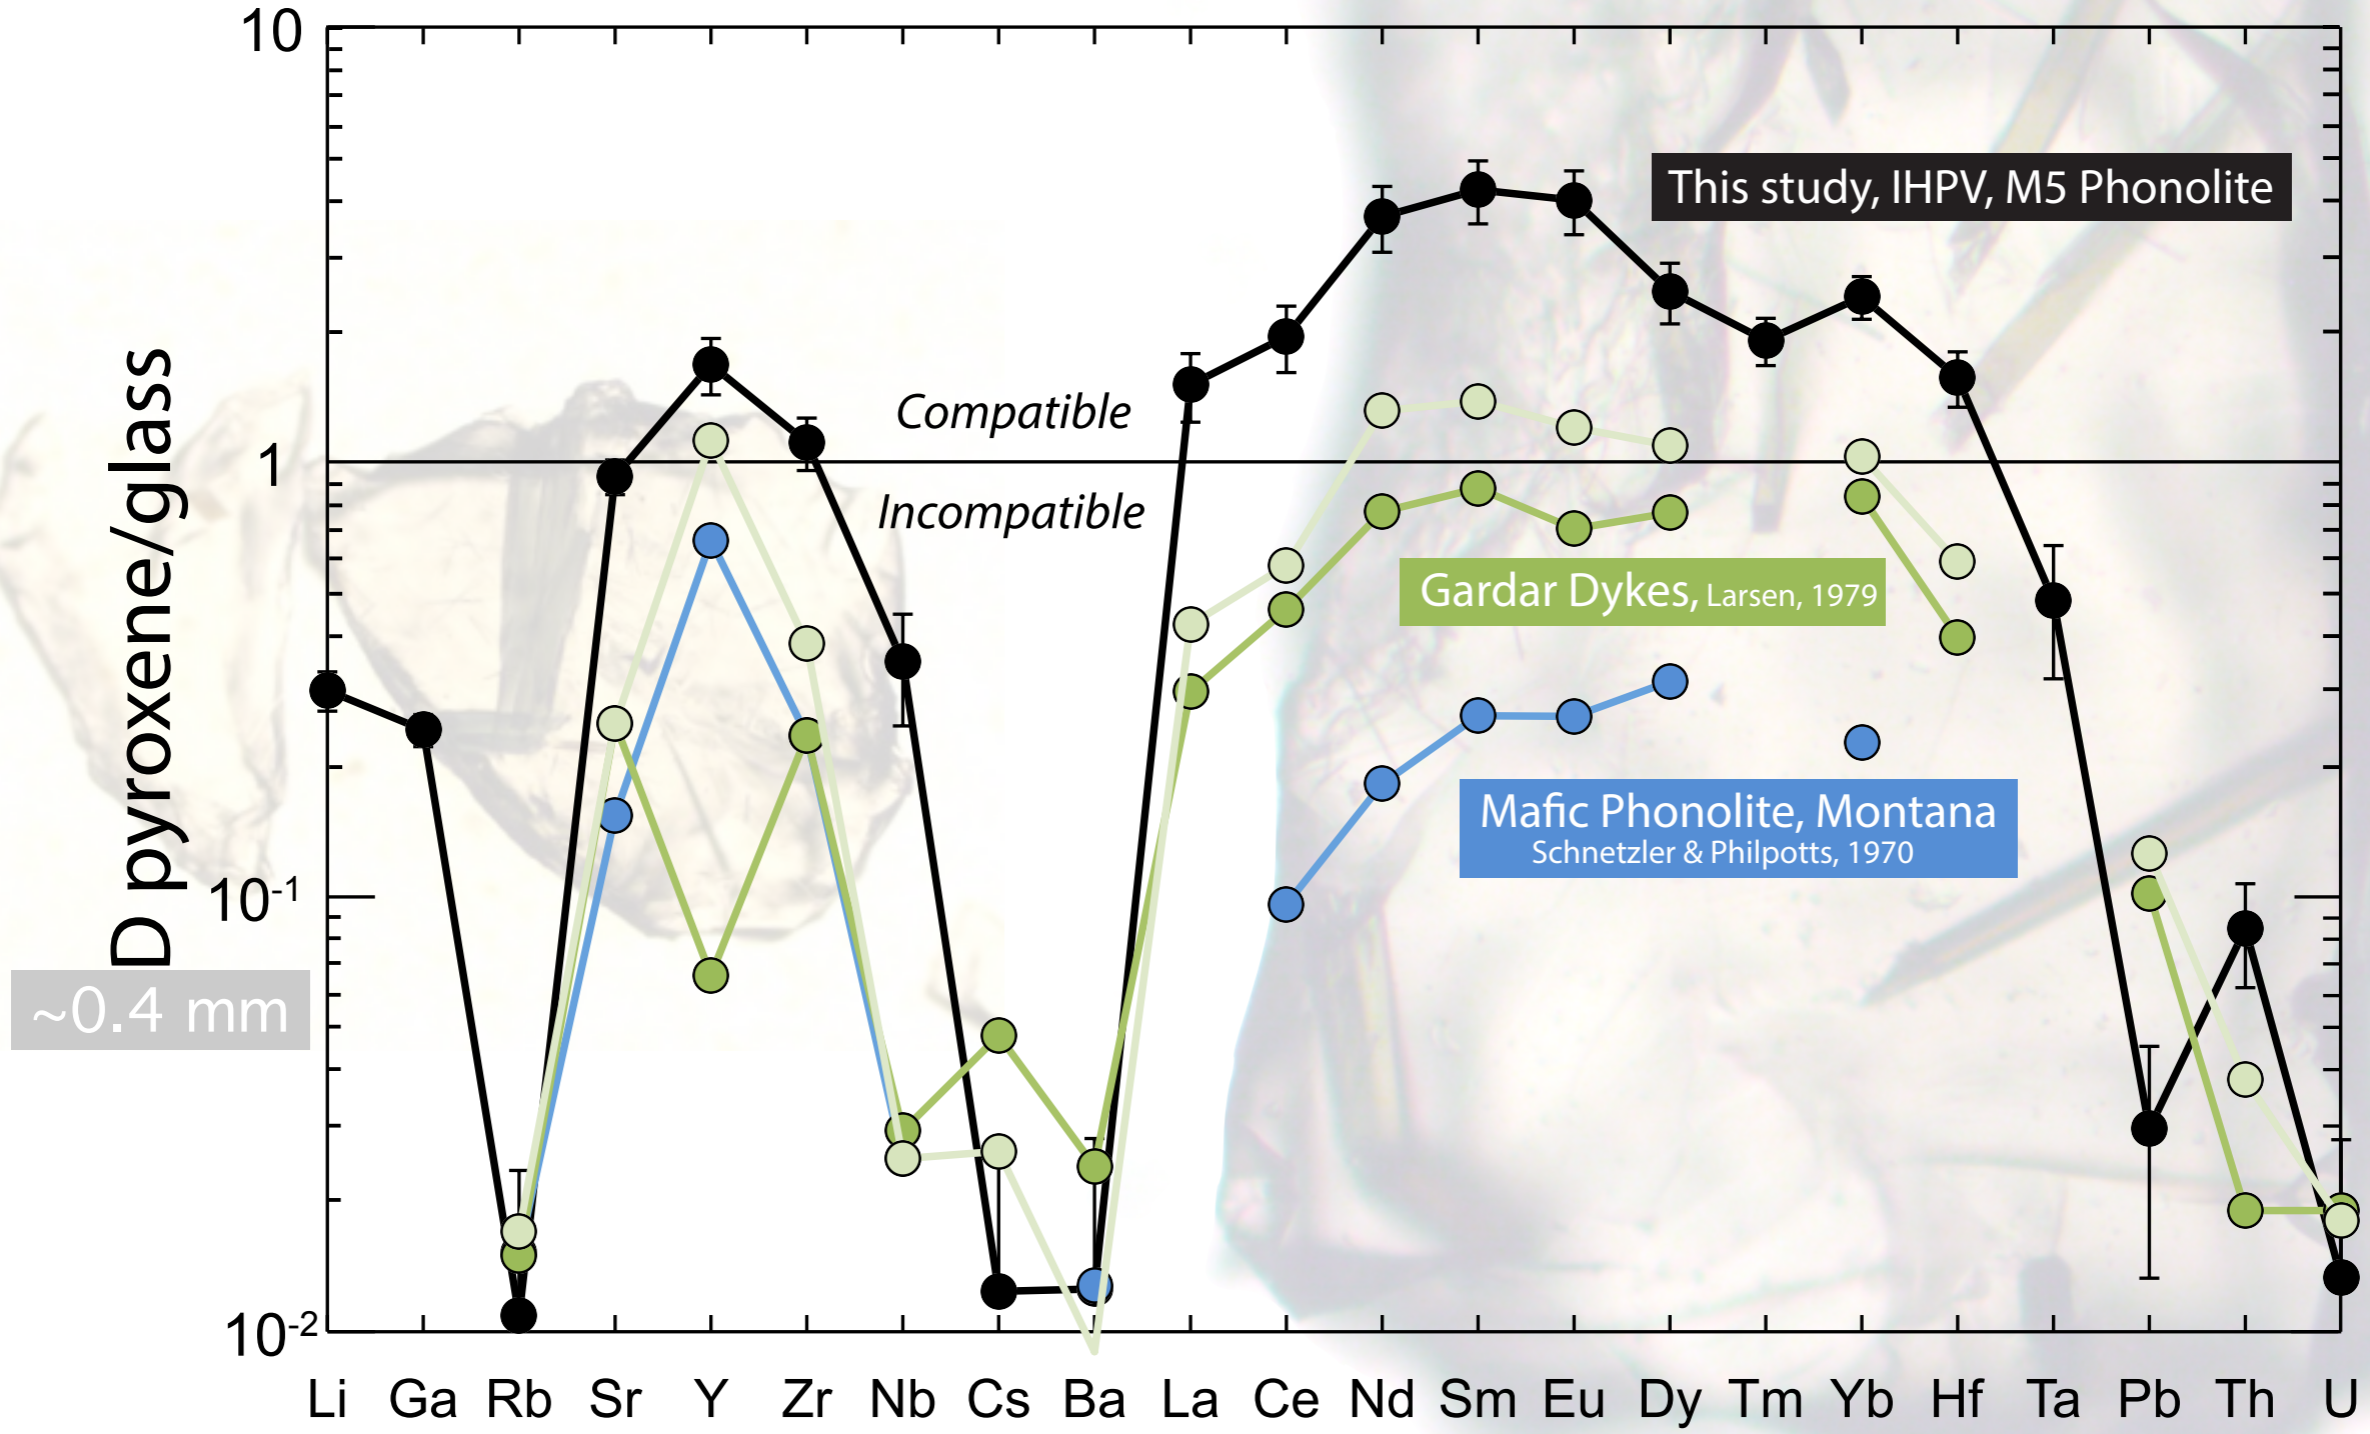 10
This study, IHPV, M5 Phonolite
Compatible
1
Incompatible
Gardar Dykes, Larsen, 1979
D pyroxene/glass
Mafic Phonolite, Montana
Schnetzler & Philpotts, 1970
10-1
~0.4 mm
10-2
Li Ga Rb Sr Y Zr Nb Cs Ba La Ce Nd Sm Eu Dy Tm Yb Hf Ta Pb Th U